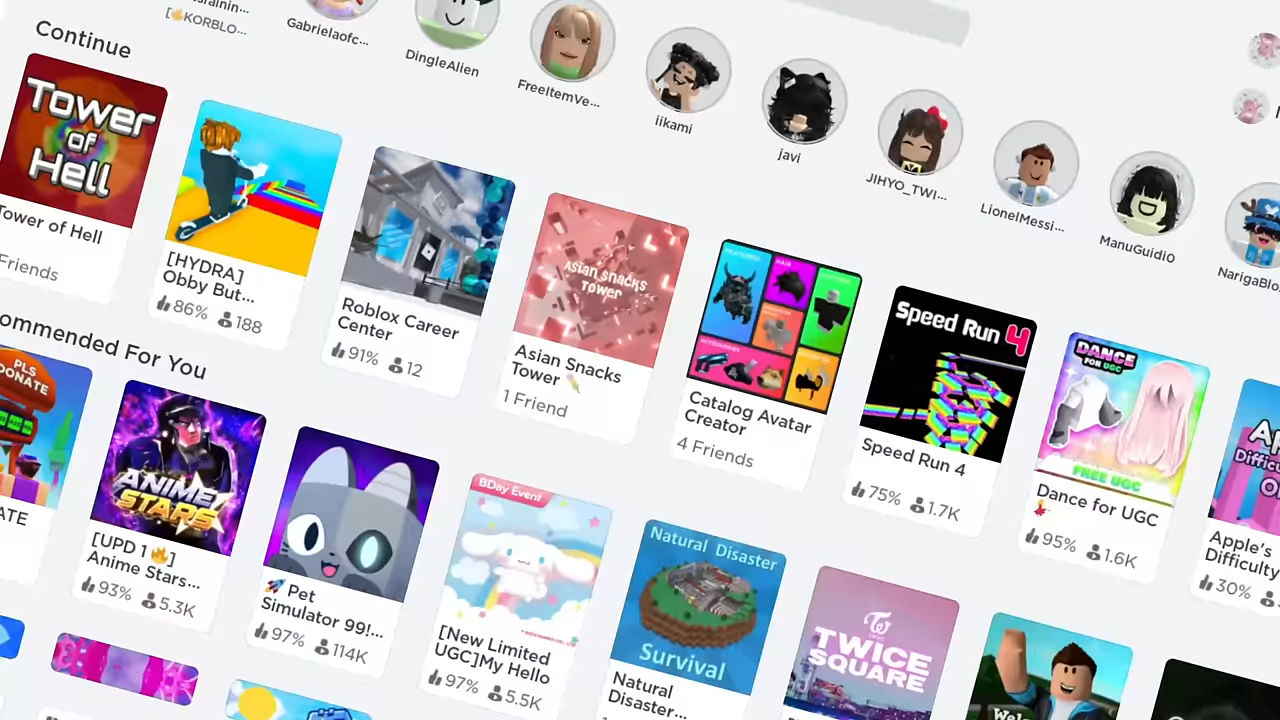 [🔥KORBLO...
Gabrielaofc...
DingleAlien
FreeItemVe...
iikami
javi
JIHYO_TWI...
LionelMessi...
ManuGuidi0
NarigaBlo
Continue
Tower
of
Hell
Tower of Hell
Friends
[HYDRA]
Obby But...
86% 188
Roblox Career
Center
91% 12
Asian Snacks
Tower
Asian Snacks
Tower 🍡
1 Friend
Catalog Avatar
Creator
4 Friends
Speed Run 4
Speed Run 4
75% 1.7K
DANCE
FOR UGC
FREE UGC
Dance for UGC
💃
95% 1.6K
Apple's
Difficulty
30%
ommended For You
PLS
DONATE
ATE
ANIME
STARS
[UPD 1🔥]
Anime Stars...
93% 5.3K
🚀 Pet
Simulator 99!...
97% 114K
BDay Event
[New Limited
UGC]My Hello
97% 5.5K
Natural Disaster
Survival
Natural
Disaster...
TWICE
SQUARE
Wel